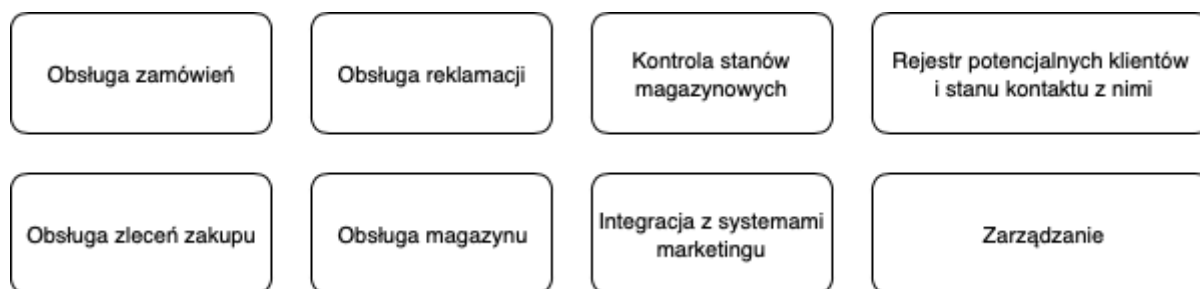 Obsługa zamówień
Obsługa reklamacji
Kontrola stanów
magazynowych
Rejestr potencjalnych klientów
i stanu kontaktu z nimi
Obsługa zleceń zakupu
Obsługa magazynu
Integracja z systemami
marketingu
Zarządzanie